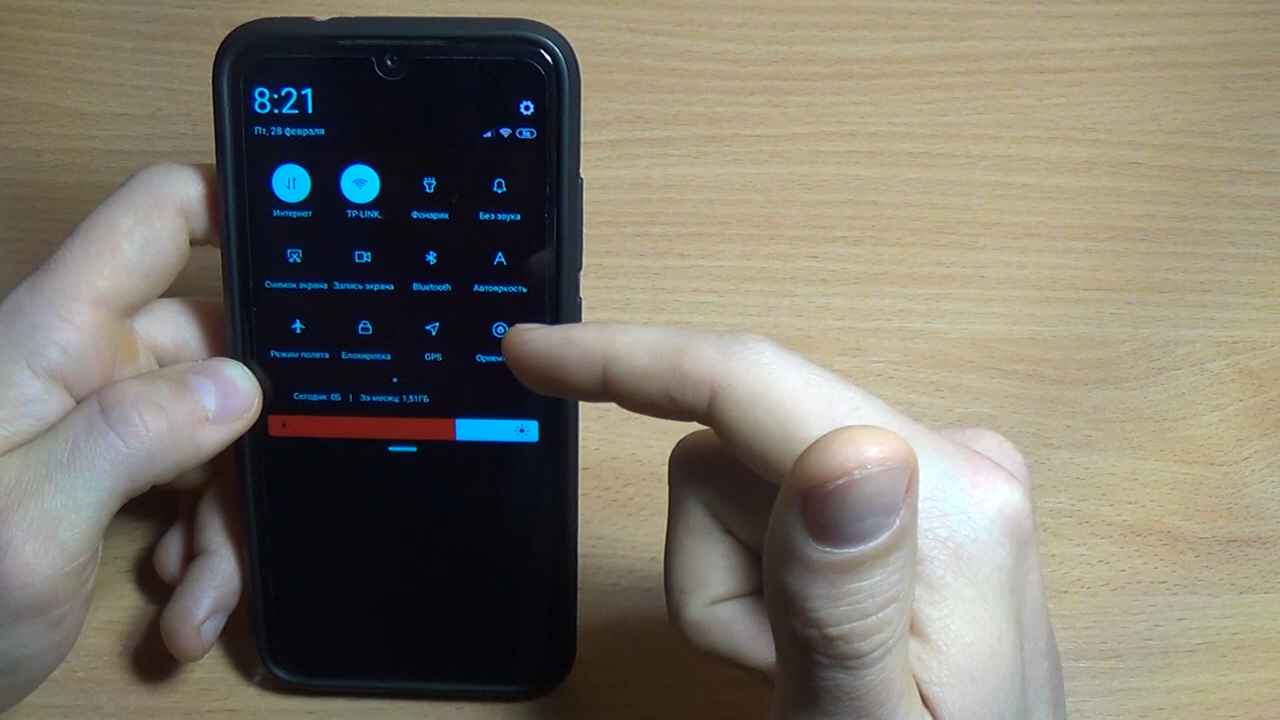 8:21
Пт, 28 февраля
Интернет TP-LINK_ Фонарик Без звука
Снимок экрана Запись экрана Bluetooth Автояркость
Режим полета Блокировка GPS
Сегодня: 0Б | За месяц: 1,51ГБ